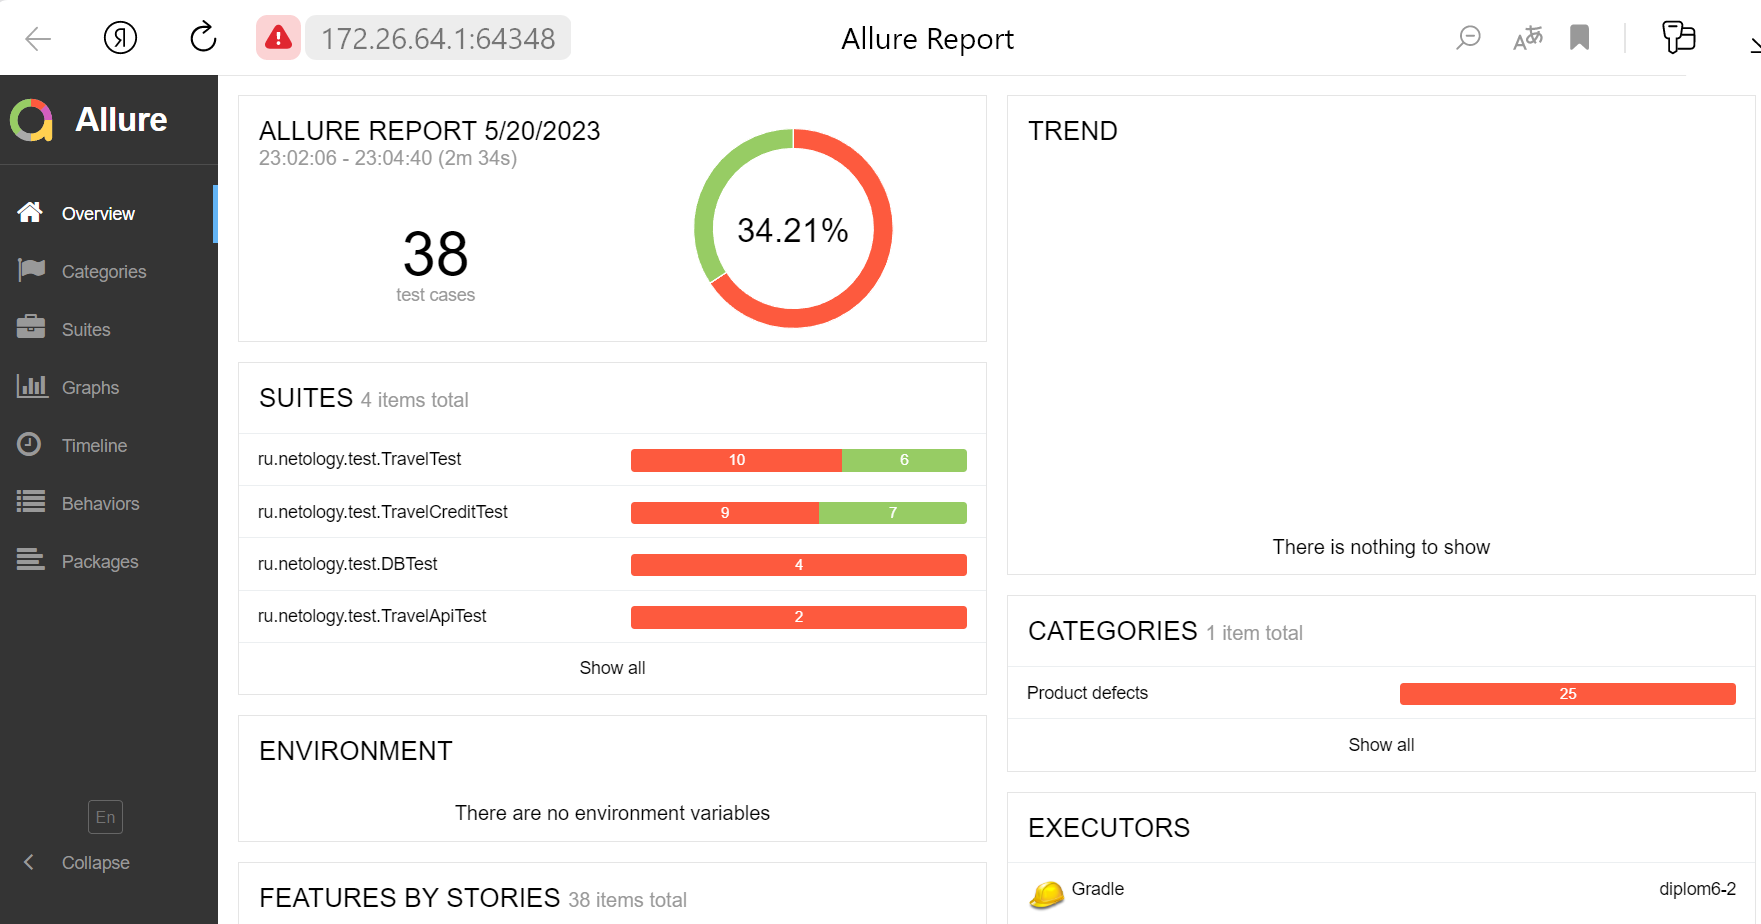 Я
172.26.64.1:64348
Allure Report
Aあ
Allure
Overview
Categories
Suites
Graphs
Timeline
Behaviors
Packages
En
Collapse
ALLURE REPORT 5/20/2023
23:02:06 - 23:04:40 (2m 34s)
38
test cases
34.21%
SUITES 4 items total
ru.netology.test.TravelTest 10 6
ru.netology.test.TravelCreditTest 9 7
ru.netology.test.DBTest 4
ru.netology.test.TravelApiTest 2
Show all
ENVIRONMENT
There are no environment variables
FEATURES BY STORIES 38 items total
TREND
There is nothing to show
CATEGORIES 1 item total
Product defects 25
Show all
EXECUTORS
Gradle diplom6-2